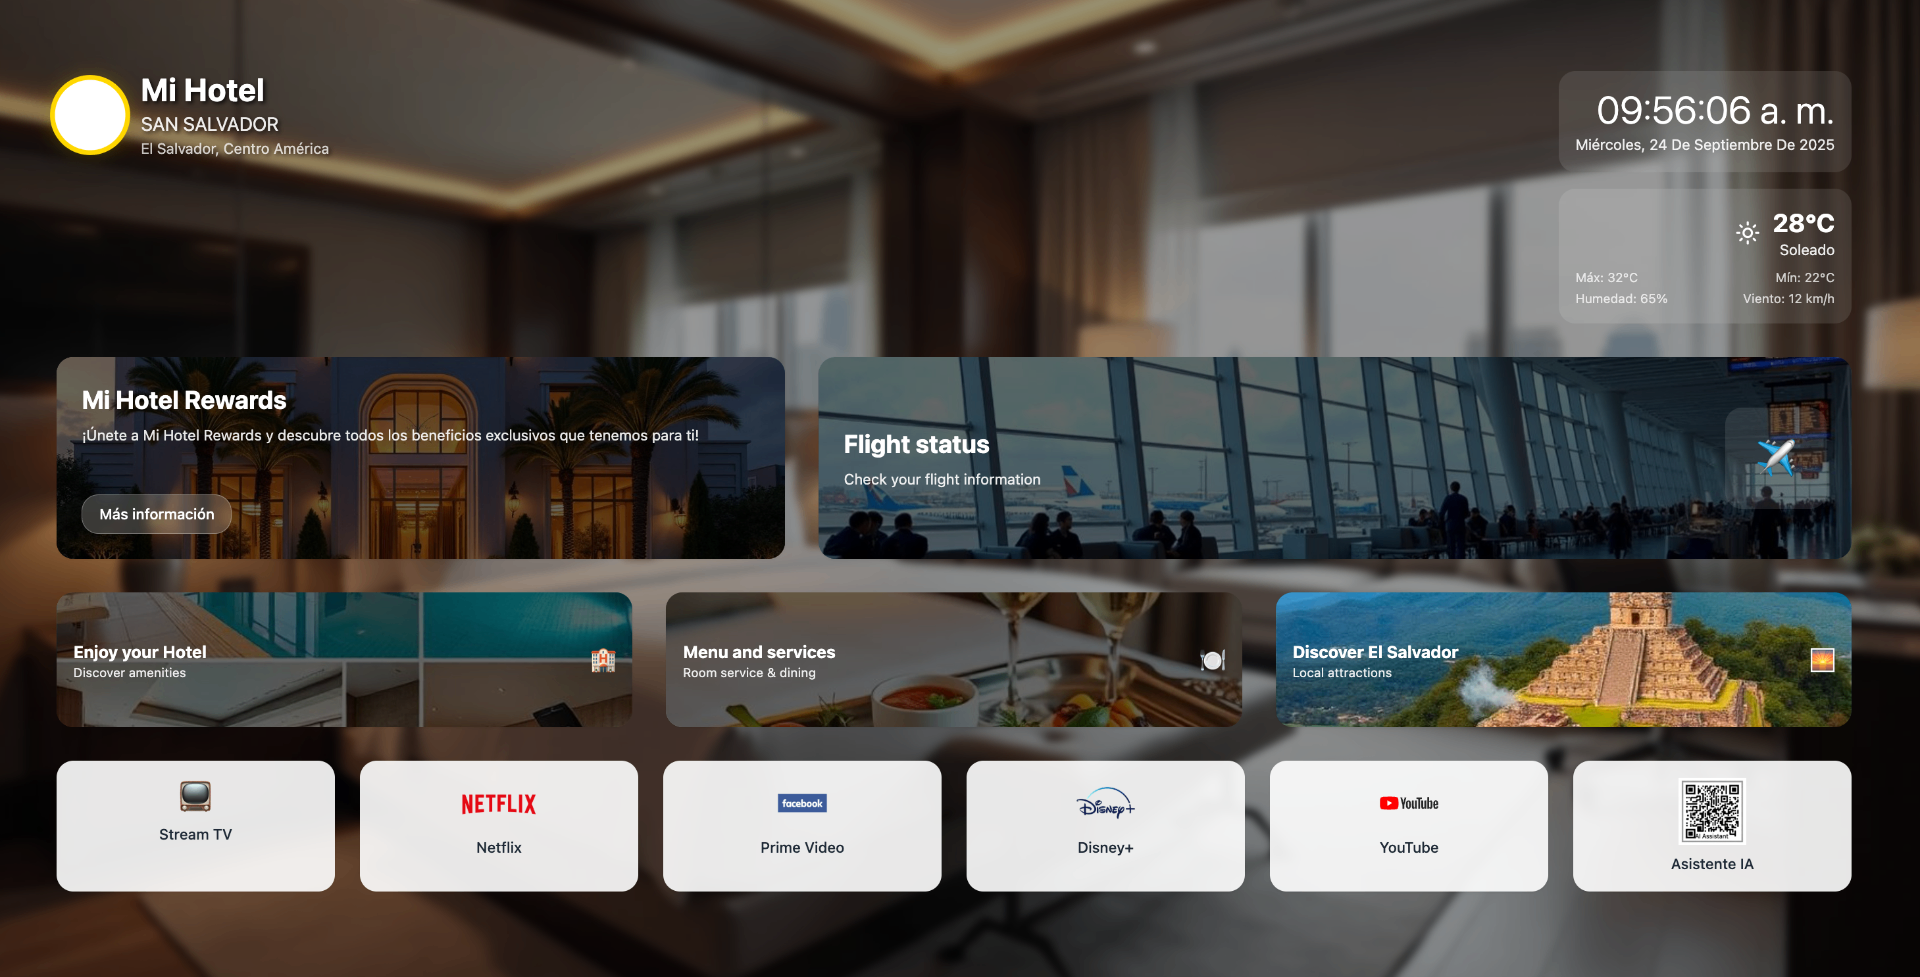 Mi Hotel
SAN SALVADOR
El Salvador, Centro América
09:56:06 a. m.
Miércoles, 24 De Septiembre De 2025
28°C
Soleado
Máx: 32°C
Mín: 22°C
Humedad: 65%
Viento: 12 km/h
Mi Hotel Rewards
¡Únete a Mi Hotel Rewards y descubre todos los beneficios exclusivos que tenemos para ti!
Más información
Flight status
Check your flight information
Enjoy your Hotel
Discover amenities
Menu and services
Room service & dining
Discover El Salvador
Local attractions
Stream TV
NETFLIX
Netflix
facebook
Prime Video
Disney+
Disney+
YouTube
YouTube
AI Assistant
Asistente IA